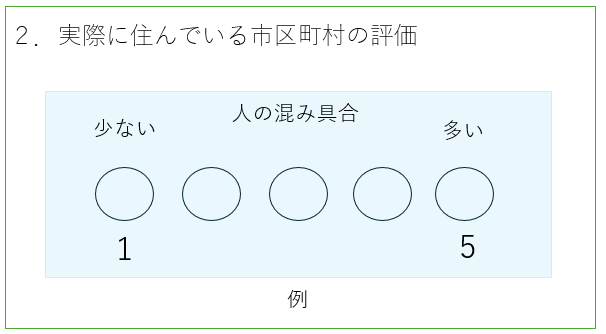 ２．実際に住んでいる市区町村の評価
人の混み具合
少ない 多い
1 5
例